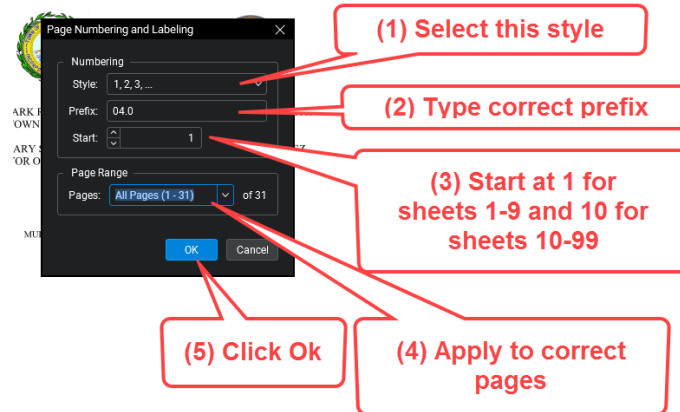 Page Numbering and Labeling
(1) Select this style
Numbering
Style: 1, 2, 3, ...
Prefix: 04.0
(2) Type correct prefix
Start: 1
(3) Start at 1 for
sheets 1-9 and 10 for
sheets 10-99
Page Range
Pages: All Pages (1 - 31) of 31
OK Cancel
(5) Click Ok
(4) Apply to correct
pages